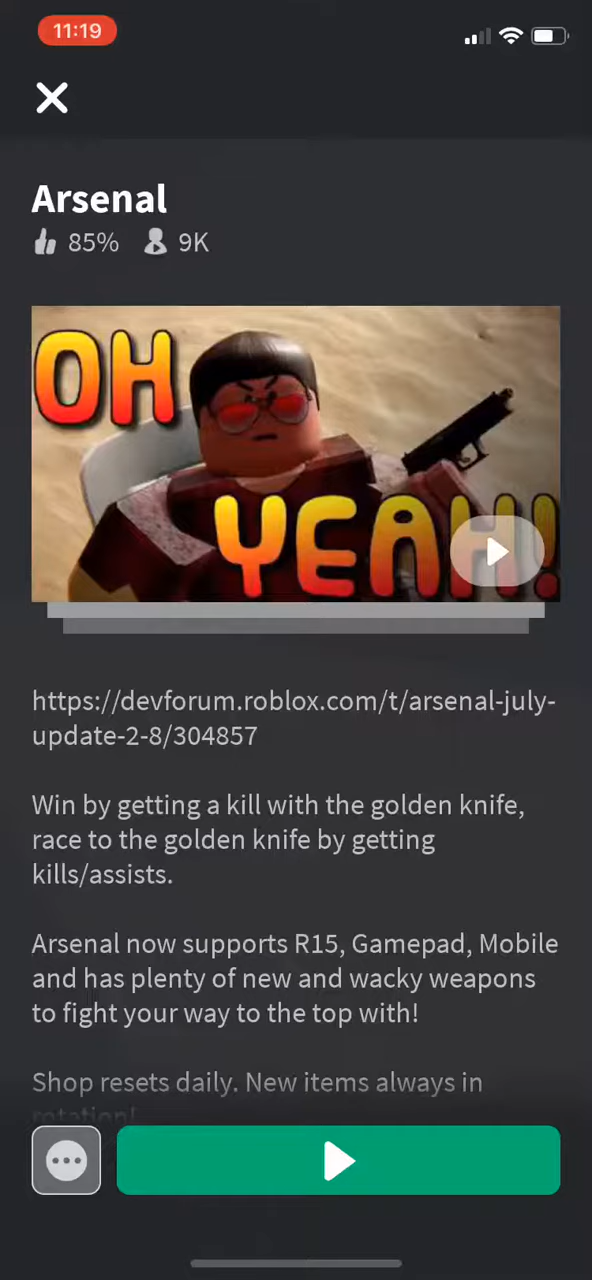 11:19
Arsenal
85% 9K
OH
YEAH!
https://devforum.roblox.com/t/arsenal-july-
update-2-8/304857
Win by getting a kill with the golden knife,
race to the golden knife by getting
kills/assists.
Arsenal now supports R15, Gamepad, Mobile
and has plenty of new and wacky weapons
to fight your way to the top with!
Shop resets daily. New items always in
rotation!